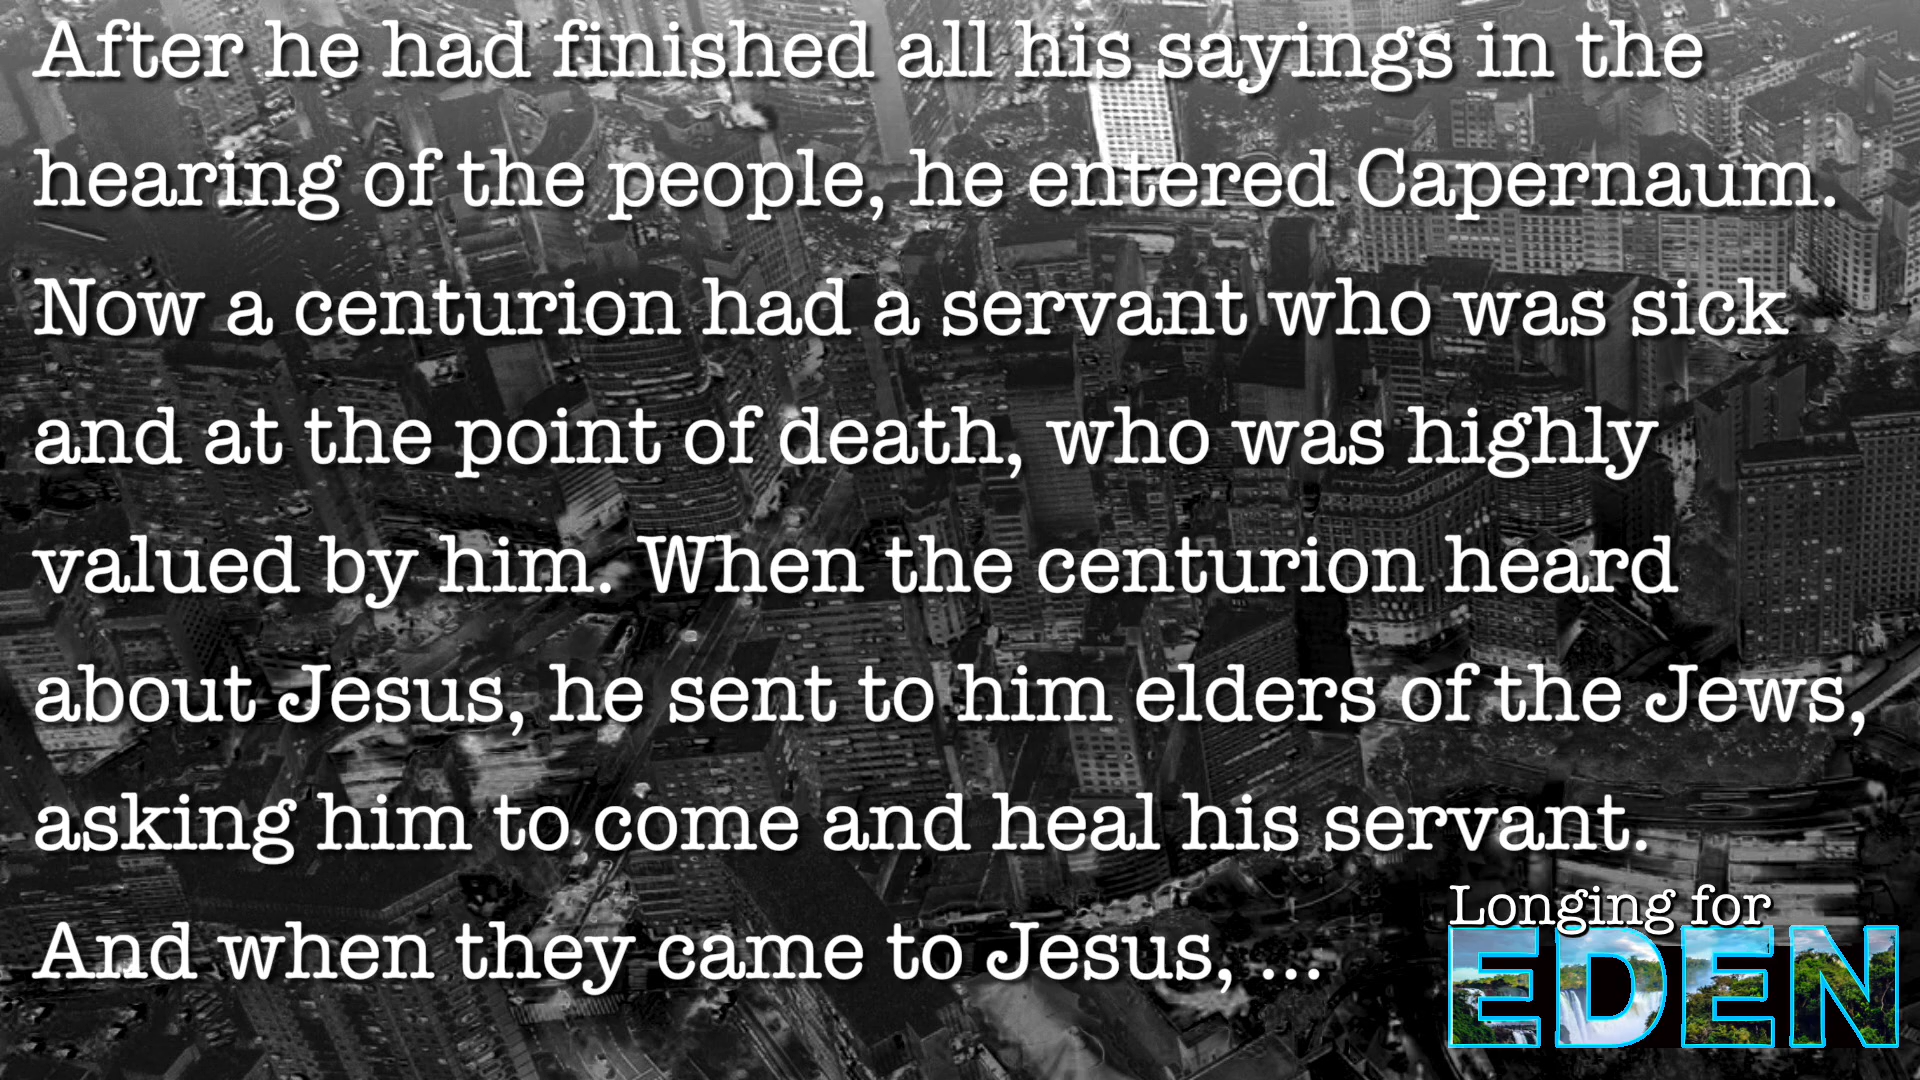 After he had finished all his sayings in the
hearing of the people, he entered Capernaum.
Now a centurion had a servant who was sick
and at the point of death, who was highly
valued by him. When the centurion heard
about Jesus, he sent to him elders of the Jews,
asking him to come and heal his servant.
And when they came to Jesus, ...
Longing for
EDEN